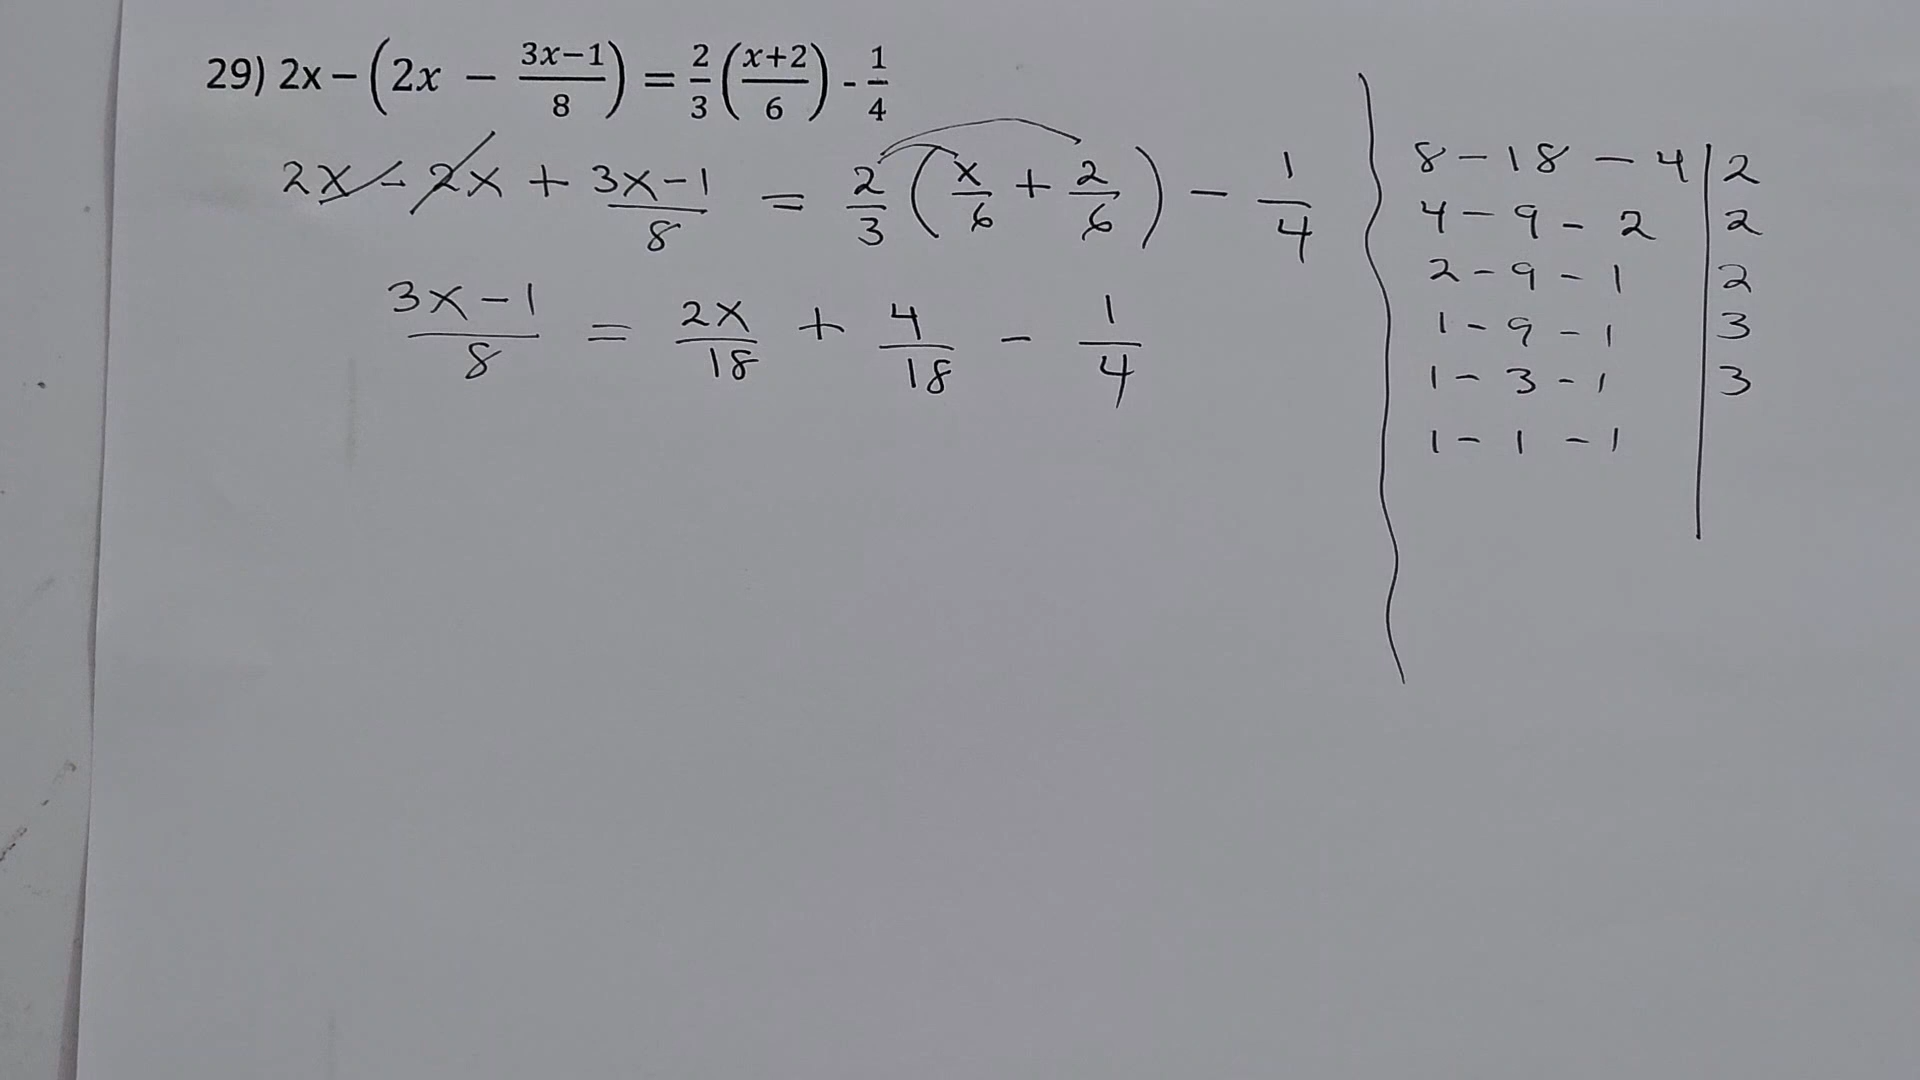 29) 2x – (2x – (3x–1)/8) = 2/3 ((x+2)/6) - 1/4
2x - 2x + (3x-1)/8 = 2/3 (x/6 + 2/6) - 1/4
(3x-1)/8 = 2x/18 + 4/18 - 1/4
8 - 18 - 4 | 2
4 - 9 - 2 | 2
2 - 9 - 1 | 2
1 - 9 - 1 | 3
1 - 3 - 1 | 3
1 - 1 - 1